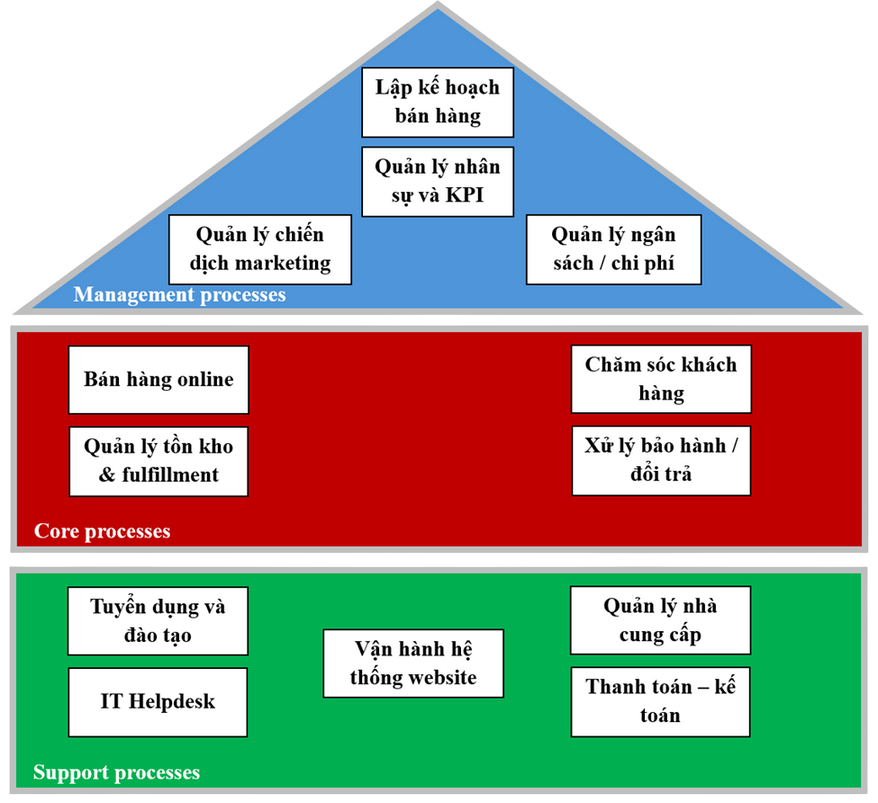 Lập kế hoạch
bán hàng
Quản lý nhân
sự và KPI
Quản lý chiến
dịch marketing
Quản lý ngân
sách / chi phí
Management processes
Bán hàng online
Chăm sóc khách
hàng
Quản lý tồn kho
& fulfillment
Xử lý bảo hành /
đổi trả
Core processes
Tuyển dụng và
đào tạo
Quản lý nhà
cung cấp
Vận hành hệ
thống website
IT Helpdesk
Thanh toán – kế
toán
Support processes